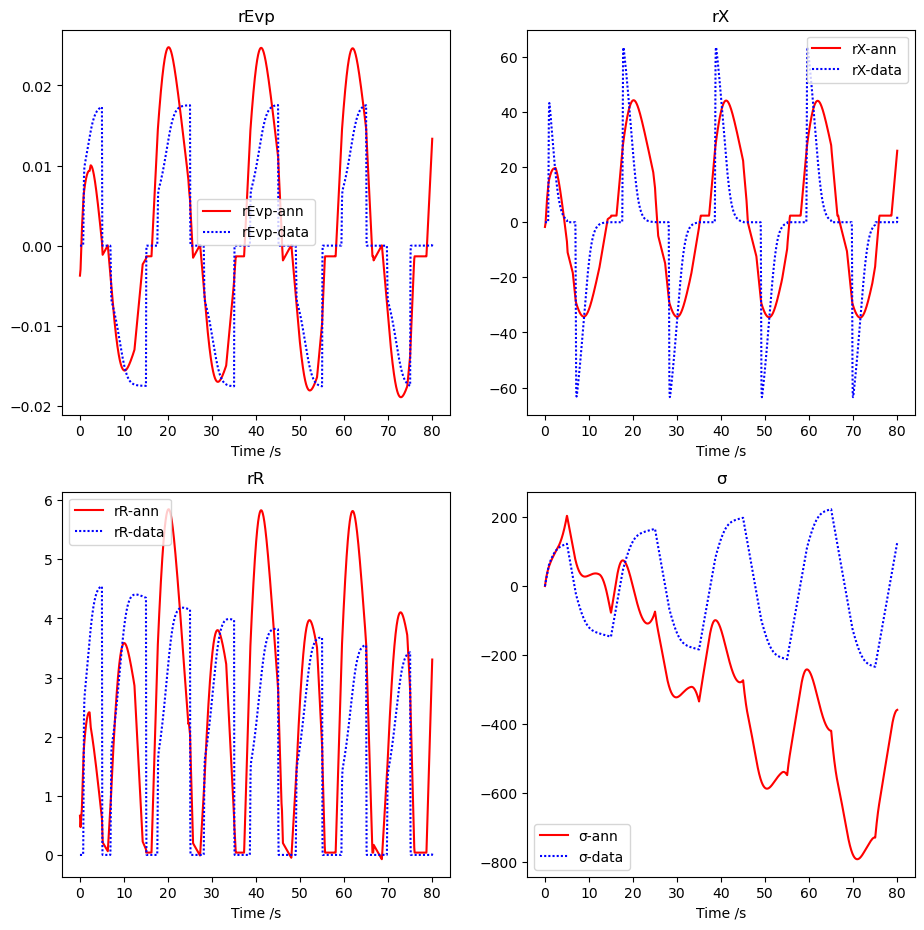 rEvp
0.02
0.01
0.00
−0.01
−0.02
rEvp-ann
rEvp-data
0 10 20 30 40 50 60 70 80
Time /s
rX
60
40
20
0
−20
−40
−60
rX-ann
rX-data
0 10 20 30 40 50 60 70 80
Time /s
rR
6
5
4
3
2
1
0
rR-ann
rR-data
0 10 20 30 40 50 60 70 80
Time /s
σ
200
0
−200
−400
−600
−800
σ-ann
σ-data
0 10 20 30 40 50 60 70 80
Time /s